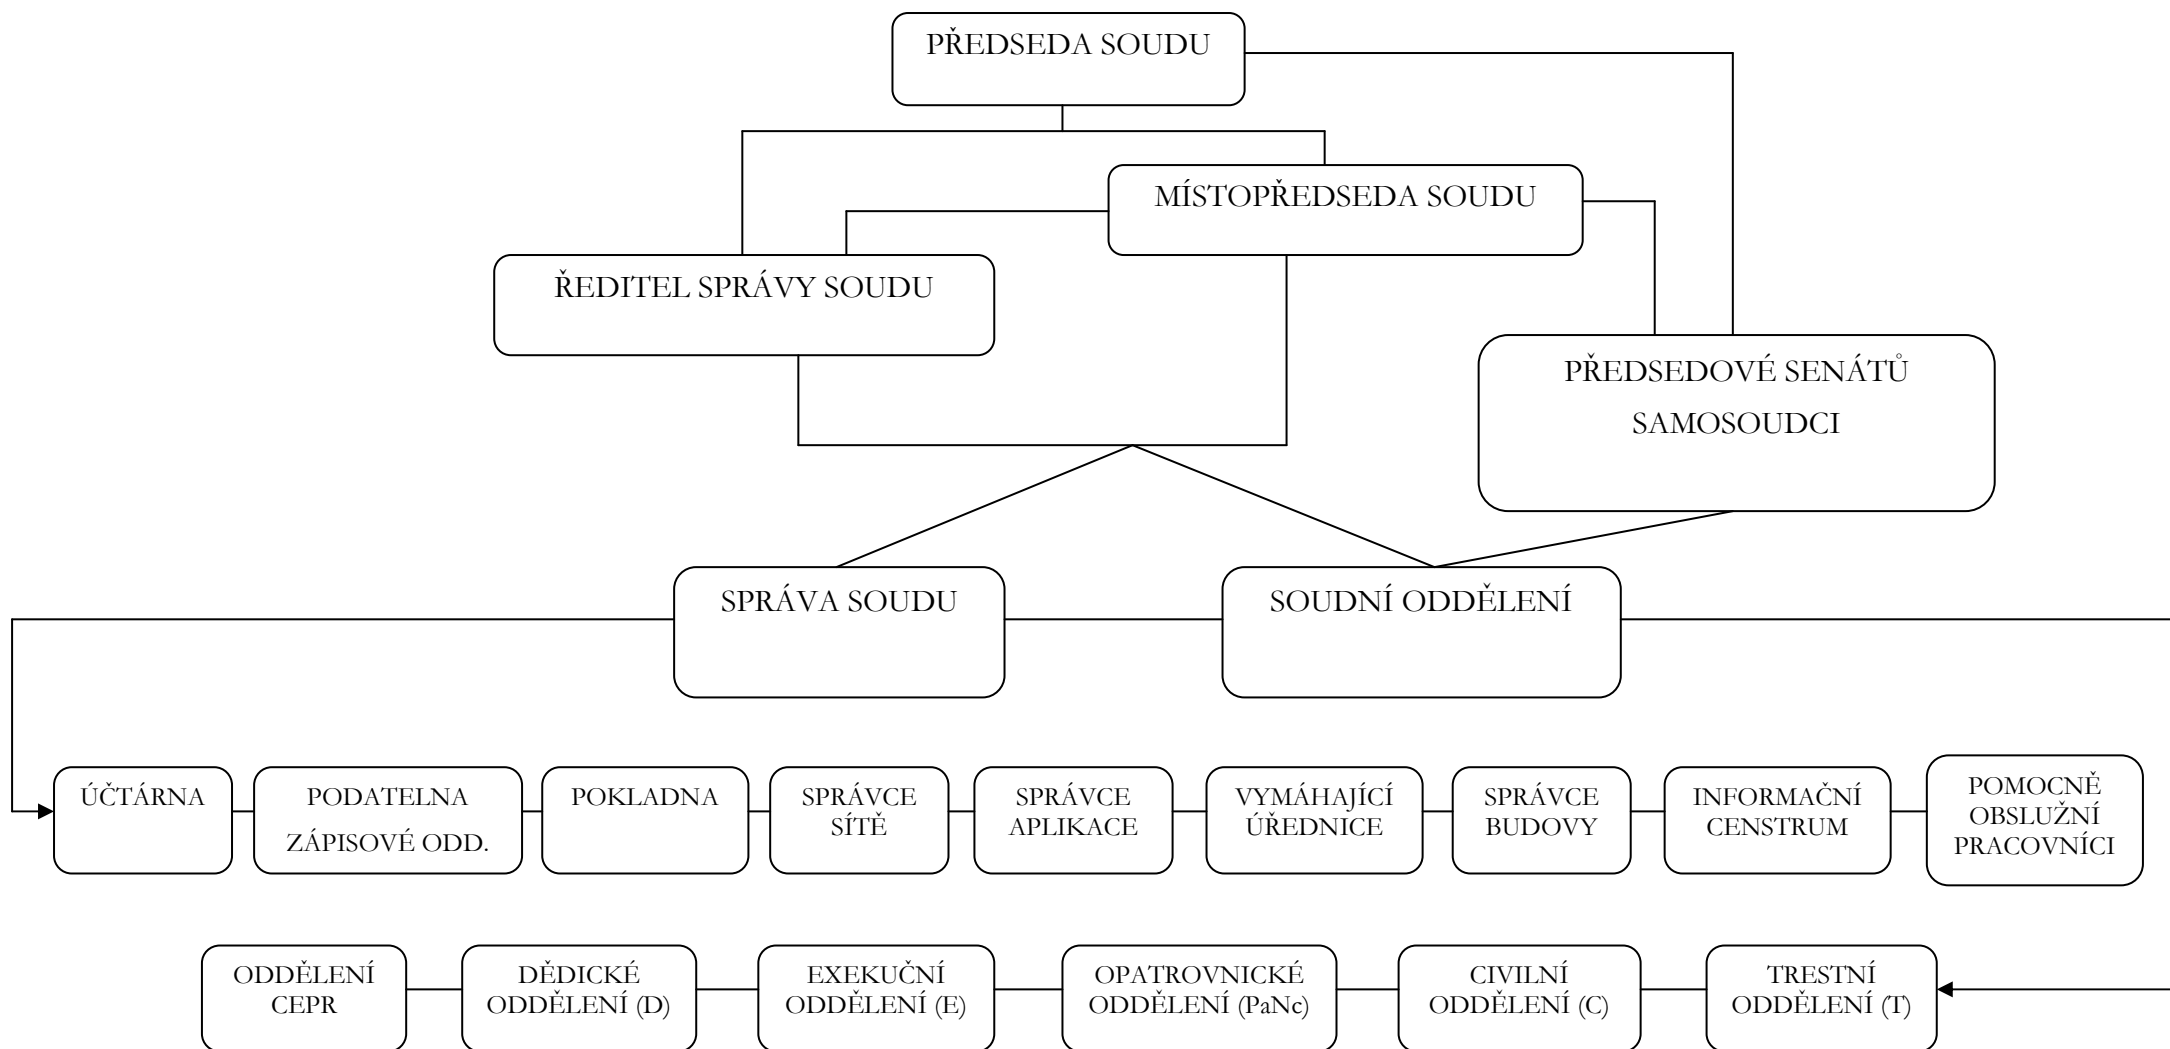 PŘEDSEDA SOUDU
MÍSTOPŘEDSEDA SOUDU
ŘEDITEL SPRÁVY SOUDU
PŘEDSEDOVÉ SENÁTŮ
SAMOSOUDCI
SPRÁVA SOUDU
SOUDNÍ ODDĚLENÍ
ÚČTÁRNA
PODATELNA
ZÁPISOVÉ ODD.
POKLADNA
SPRÁVCE
SÍTĚ
SPRÁVCE
APLIKACE
VYMÁHAJÍCÍ
ÚŘEDNICE
SPRÁVCE
BUDOVY
INFORMAČNÍ
CENSTRUM
POMOCNĚ
OBSLUŽNÍ
PRACOVNÍCI
ODDĚLENÍ
CEPR
DĚDICKÉ
ODDĚLENÍ (D)
EXEKUČNÍ
ODDĚLENÍ (E)
OPATROVNICKÉ
ODDĚLENÍ (PaNc)
CIVILNÍ
ODDĚLENÍ (C)
TRESTNÍ
ODDĚLENÍ (T)